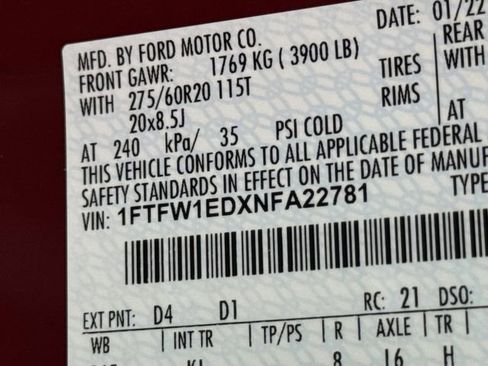 DATE: 01/22
MFD. BY FORD MOTOR CO.
FRONT GAWR: 1769 KG ( 3900 LB)
REAR
WITH
WITH 275/60R20 115T TIRES
20x8.5J RIMS
AT 240 kPa/ 35 PSI COLD
AT
THIS VEHICLE CONFORMS TO ALL APPLICABLE FEDERAL
SAFETY STANDARDS IN EFFECT ON THE DATE OF MANUF
VIN: 1FTFW1EDXNFA22781
TYPE
EXT PNT: D4 D1 RC: 21 DSO:
WB INT TR TP/PS R AXLE TR
8 L6 H